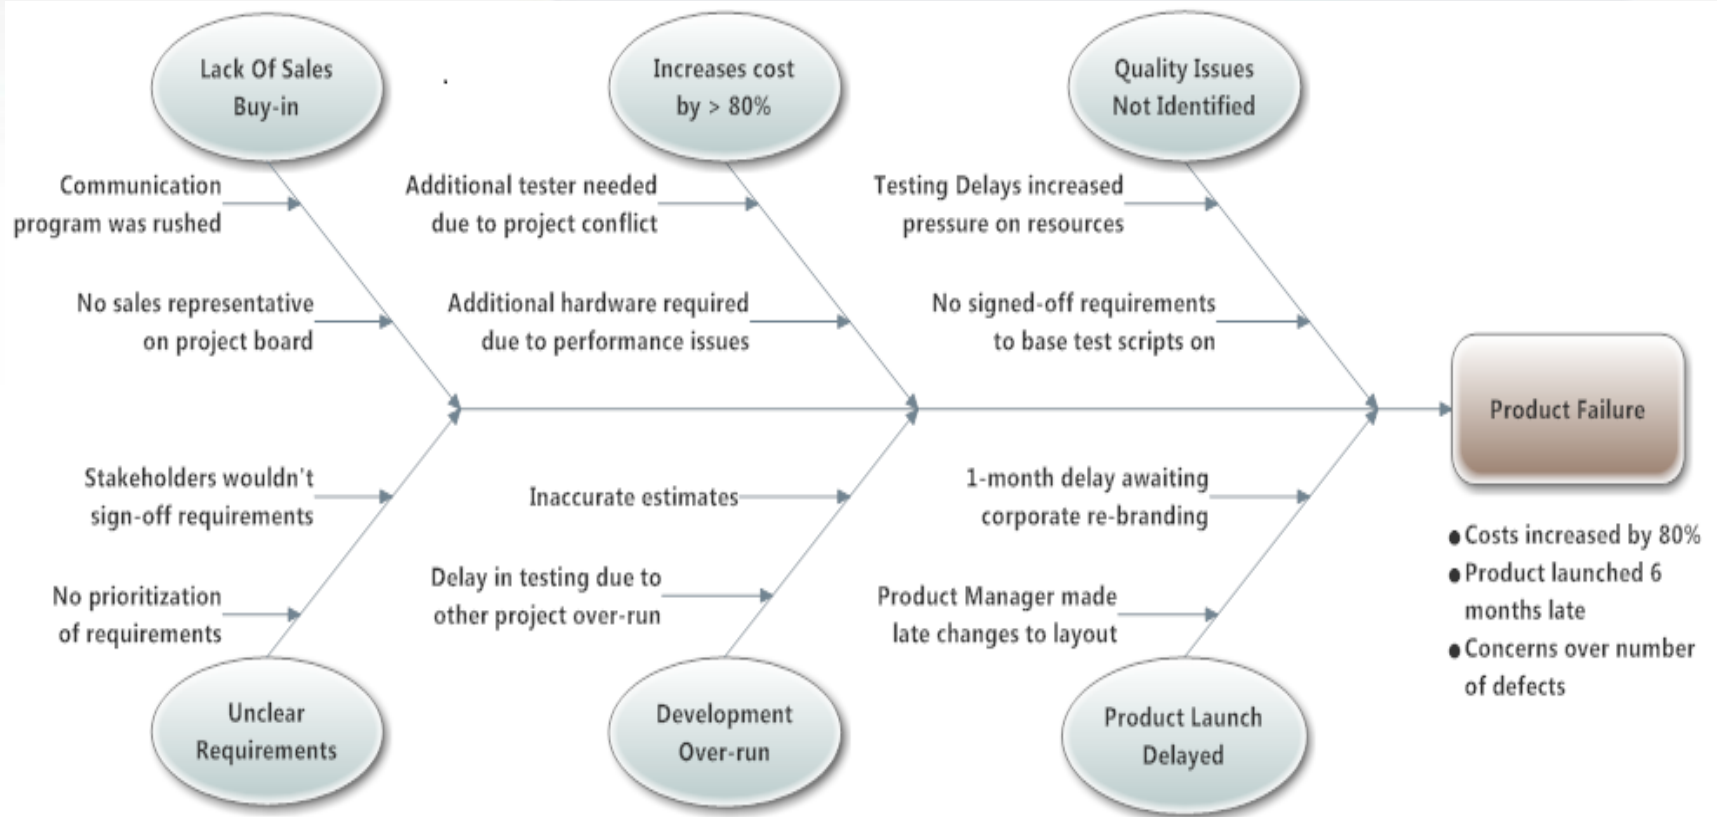 Lack Of Sales
Buy-in
Increases cost
by > 80%
Quality Issues
Not Identified
Communication
program was rushed
Additional tester needed
due to project conflict
Testing Delays increased
pressure on resources
No sales representative
on project board
Additional hardware required
due to performance issues
No signed-off requirements
to base test scripts on
Product Failure
Stakeholders wouldn't
sign-off requirements
Inaccurate estimates
1-month delay awaiting
corporate re-branding
No prioritization
of requirements
Delay in testing due to
other project over-run
Product Manager made
late changes to layout
● Costs increased by 80%
● Product launched 6
months late
● Concerns over number
of defects
Unclear
Requirements
Development
Over-run
Product Launch
Delayed